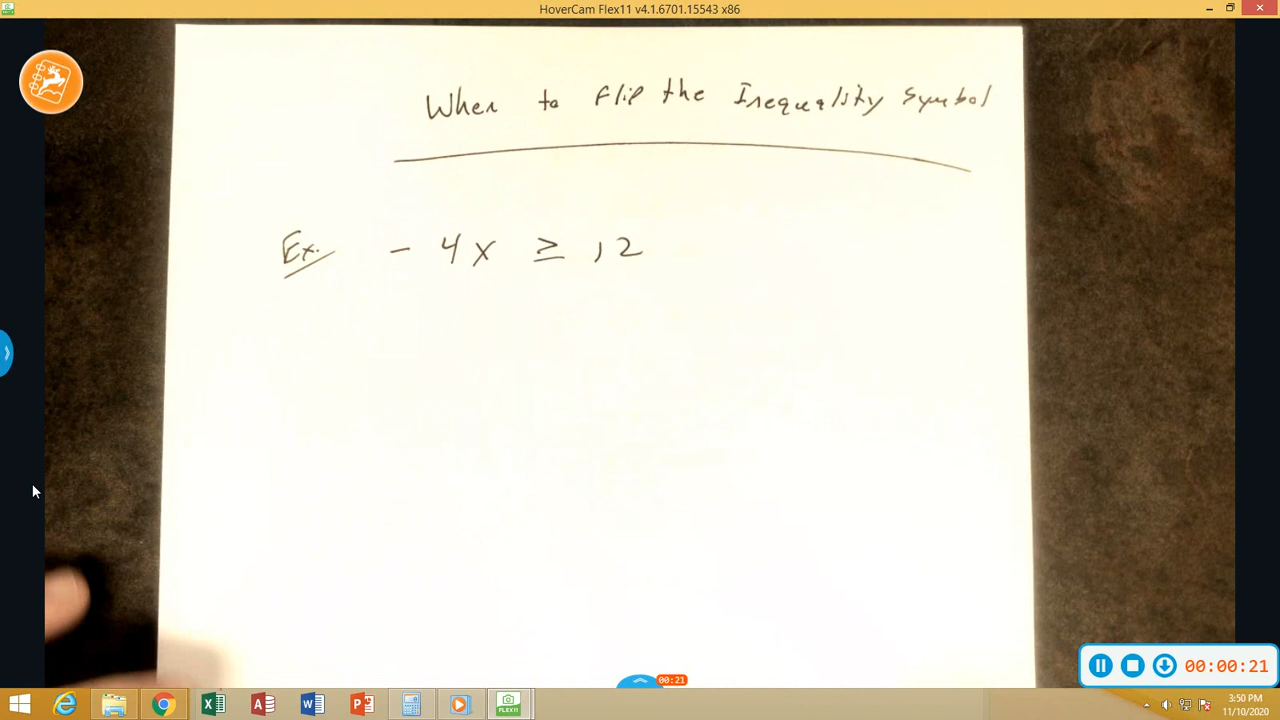 HoverCam Flex11 v4.1.6701.15543 x86
When to flip the Inequality Symbol
Ex. - 4x ≥ 12
00:00:21
00:21
FLEX11
3:50 PM
11/10/2020